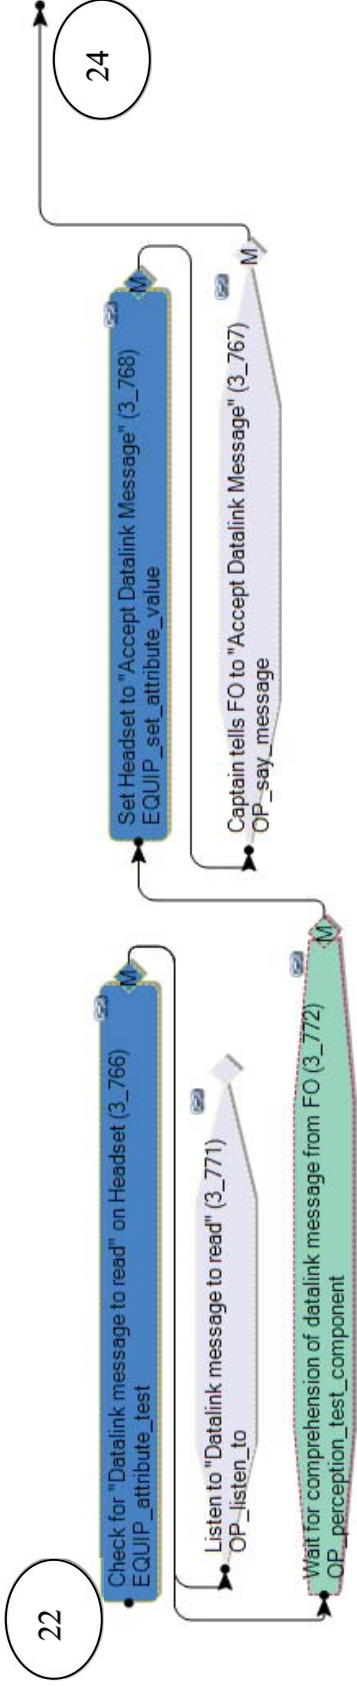 22
Check for "Datalink message to read" on Headset (3_766)
EQUIP_attribute_test
M
Listen to "Datalink message to read" (3_771)
OP_listen_to
Wait for comprehension of datalink message from FO (3_772)
OP_perception_test_component
M
Set Headset to "Accept Datalink Message" (3_768)
EQUIP_set_attribute_value
M
Captain tells FO to "Accept Datalink Message" (3_767)
OP_say_message
M
24